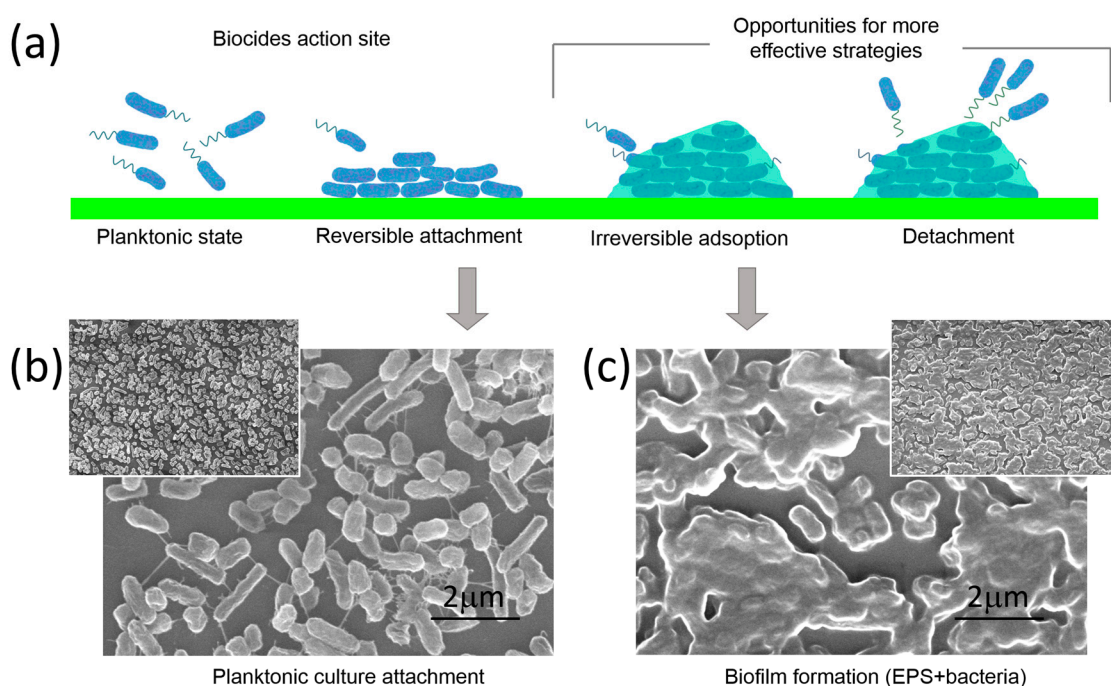 (a)
Biocides action site
Opportunities for more
effective strategies
Planktonic state
Reversible attachment
Irreversible adsoption
Detachment
(b)
2μm
Planktonic culture attachment
(c)
2μm
Biofilm formation (EPS+bacteria)